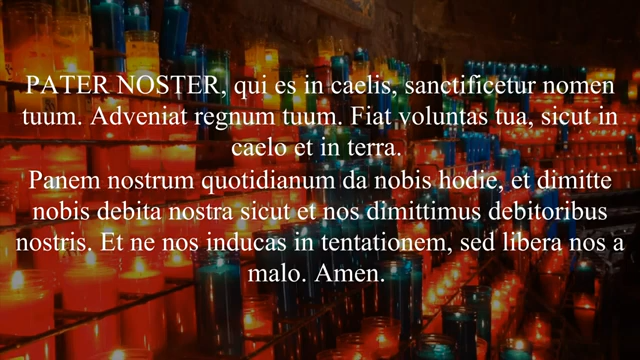 PATER NOSTER, qui es in caelis, sanctificetur nomen
tuum. Adveniat regnum tuum. Fiat voluntas tua, sicut in
caelo et in terra.
Panem nostrum quotidianum da nobis hodie, et dimitte
nobis debita nostra sicut et nos dimittimus debitoribus
nostris. Et ne nos inducas in tentationem, sed libera nos a
malo. Amen.